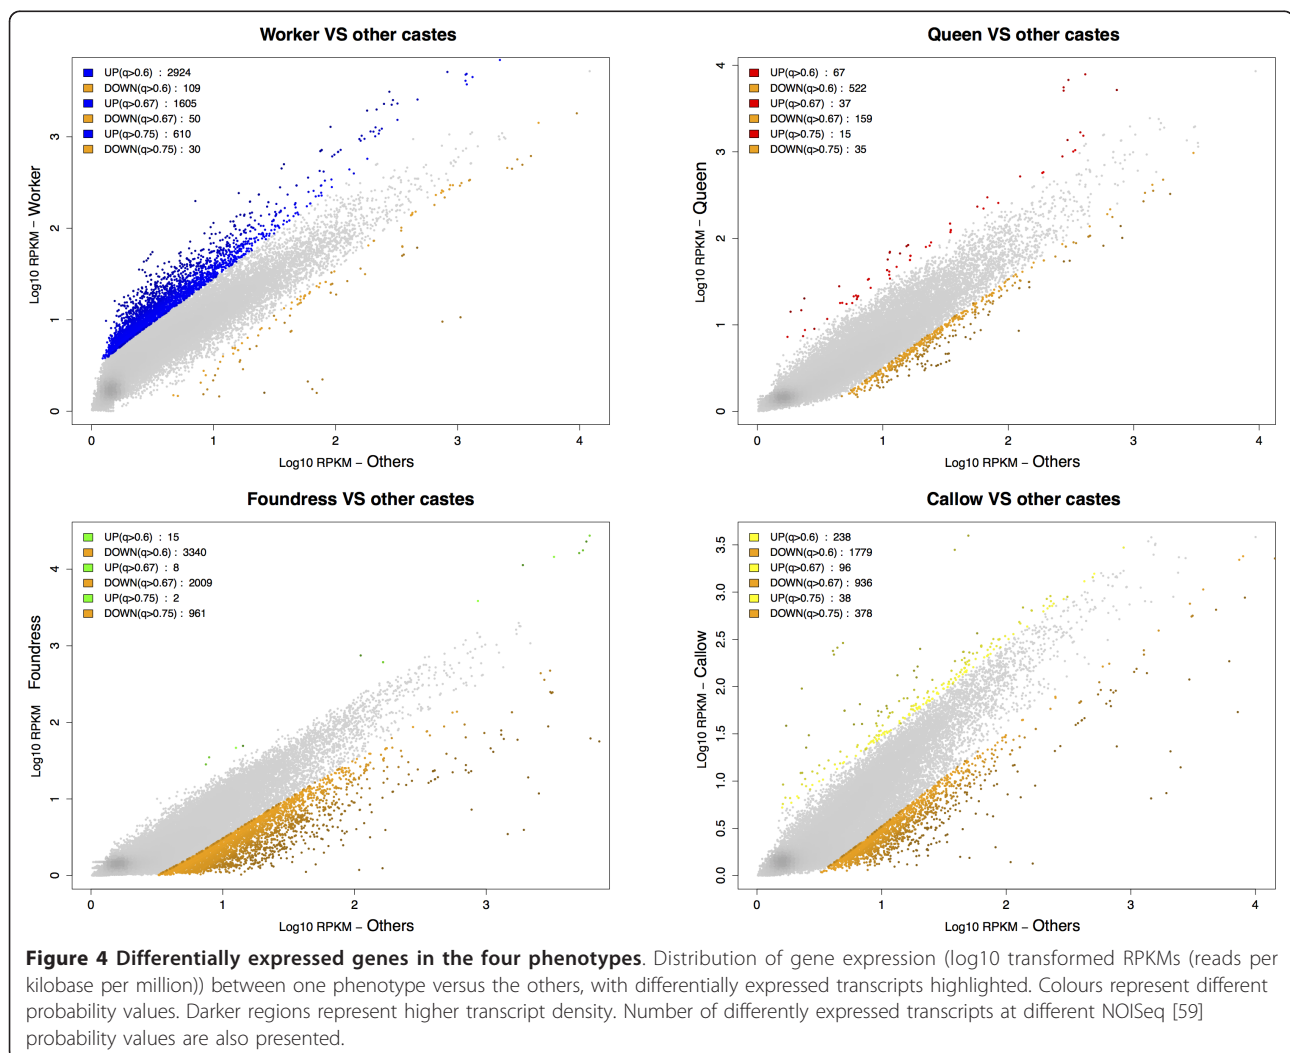 Worker VS other castes
UP(q>0.6) : 2924
DOWN(q>0.6) : 109
UP(q>0.67) : 1605
DOWN(q>0.67) : 50
UP(q>0.75) : 610
DOWN(q>0.75) : 30
Log10 RPKM – Worker
0
1
2
3
0 1 2 3 4
Log10 RPKM – Others
Queen VS other castes
UP(q>0.6) : 67
DOWN(q>0.6) : 522
UP(q>0.67) : 37
DOWN(q>0.67) : 159
UP(q>0.75) : 15
DOWN(q>0.75) : 35
Log10 RPKM – Queen
0
1
2
3
4
0 1 2 3 4
Log10 RPKM – Others
Foundress VS other castes
UP(q>0.6) : 15
DOWN(q>0.6) : 3340
UP(q>0.67) : 8
DOWN(q>0.67) : 2009
UP(q>0.75) : 2
DOWN(q>0.75) : 961
Log10 RPKM Foundress
0
1
2
3
4
0 1 2 3
Log10 RPKM – Others
Callow VS other castes
UP(q>0.6) : 238
DOWN(q>0.6) : 1779
UP(q>0.67) : 96
DOWN(q>0.67) : 936
UP(q>0.75) : 38
DOWN(q>0.75) : 378
LOg10 RPKM – Callow
0.0
0.5
1.0
1.5
2.0
2.5
3.0
3.5
0 1 2 3 4
Log10 RPKM – Others
Figure 4 Differentially expressed genes in the four phenotypes. Distribution of gene expression (log10 transformed RPKMs (reads per
kilobase per million)) between one phenotype versus the others, with differentially expressed transcripts highlighted. Colours represent different
probability values. Darker regions represent higher transcript density. Number of differently expressed transcripts at different NOISeq [59]
probability values are also presented.